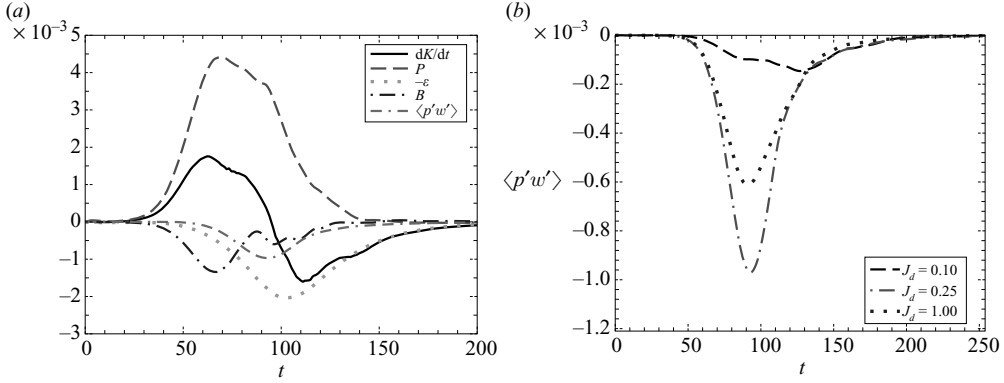 (a)
× 10⁻³
5
4
3
2
1
0
−1
−2
−3
0 50 100 150 200
t
dK/dt
P
−ε
B
⟨p′w′⟩
(b)
× 10⁻³
0
−0.2
−0.4
−0.6
−0.8
−1.0
−1.2
⟨p′w′⟩
0 50 100 150 200 250
t
J_d = 0.10
J_d = 0.25
J_d = 1.00